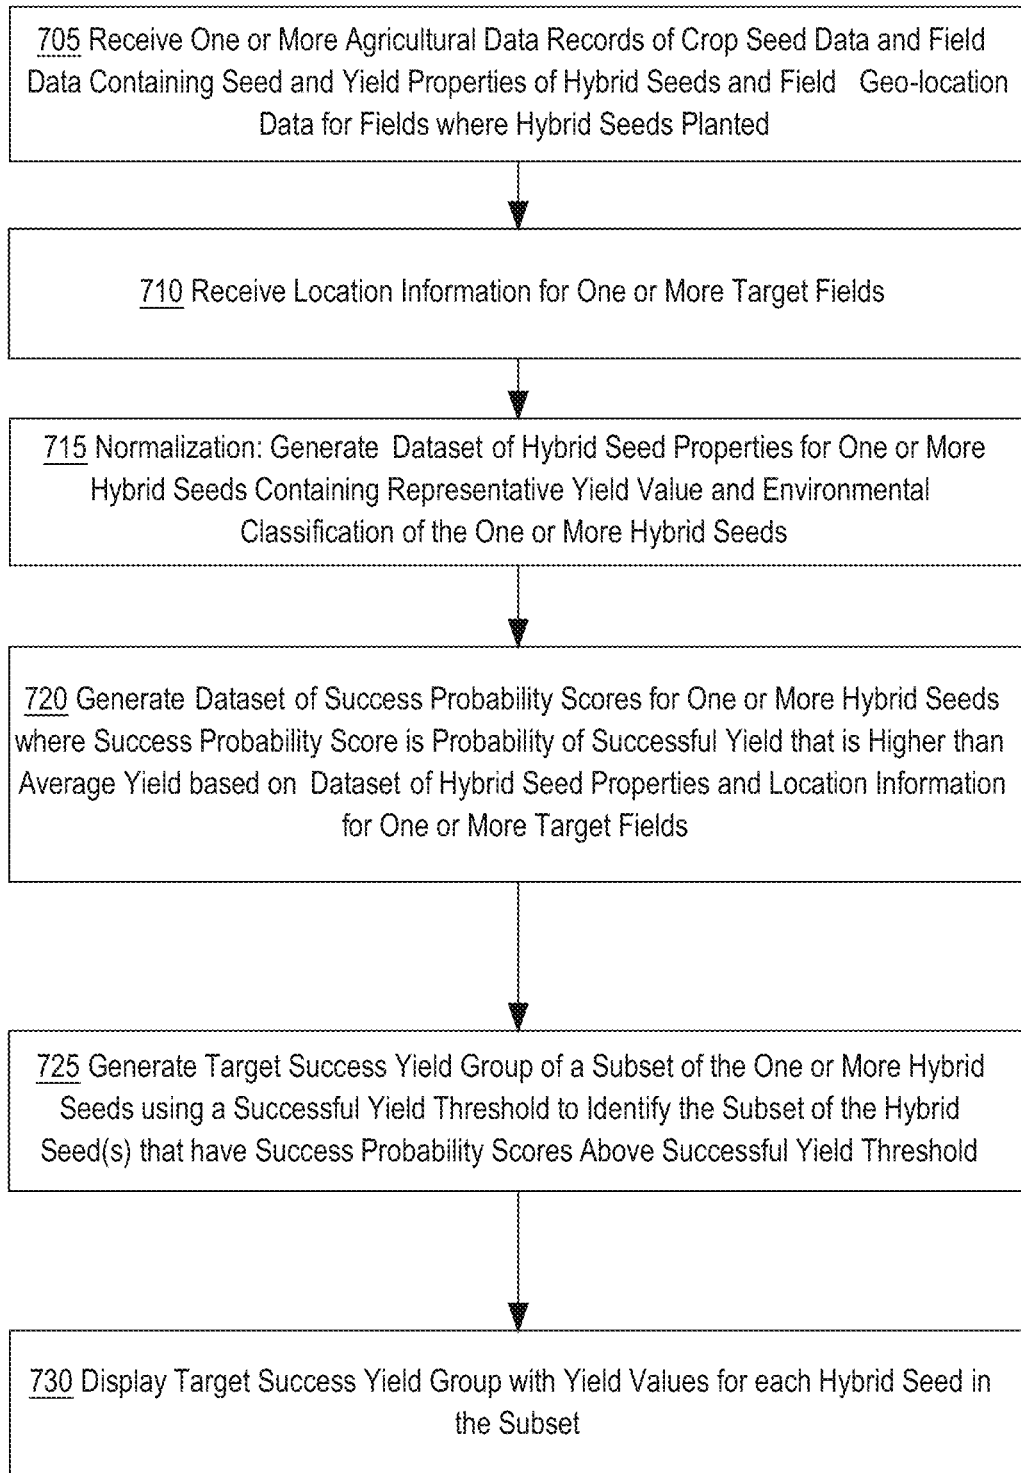 705 Receive One or More Agricultural Data Records of Crop Seed Data and Field
Data Containing Seed and Yield Properties of Hybrid Seeds and Field Geo-location
Data for Fields where Hybrid Seeds Planted
710 Receive Location Information for One or More Target Fields
715 Normalization: Generate Dataset of Hybrid Seed Properties for One or More
Hybrid Seeds Containing Representative Yield Value and Environmental
Classification of the One or More Hybrid Seeds
720 Generate Dataset of Success Probability Scores for One or More Hybrid Seeds
where Success Probability Score is Probability of Successful Yield that is Higher than
Average Yield based on Dataset of Hybrid Seed Properties and Location Information
for One or More Target Fields
725 Generate Target Success Yield Group of a Subset of the One or More Hybrid
Seeds using a Successful Yield Threshold to Identify the Subset of the Hybrid
Seed(s) that have Success Probability Scores Above Successful Yield Threshold
730 Display Target Success Yield Group with Yield Values for each Hybrid Seed in
the Subset